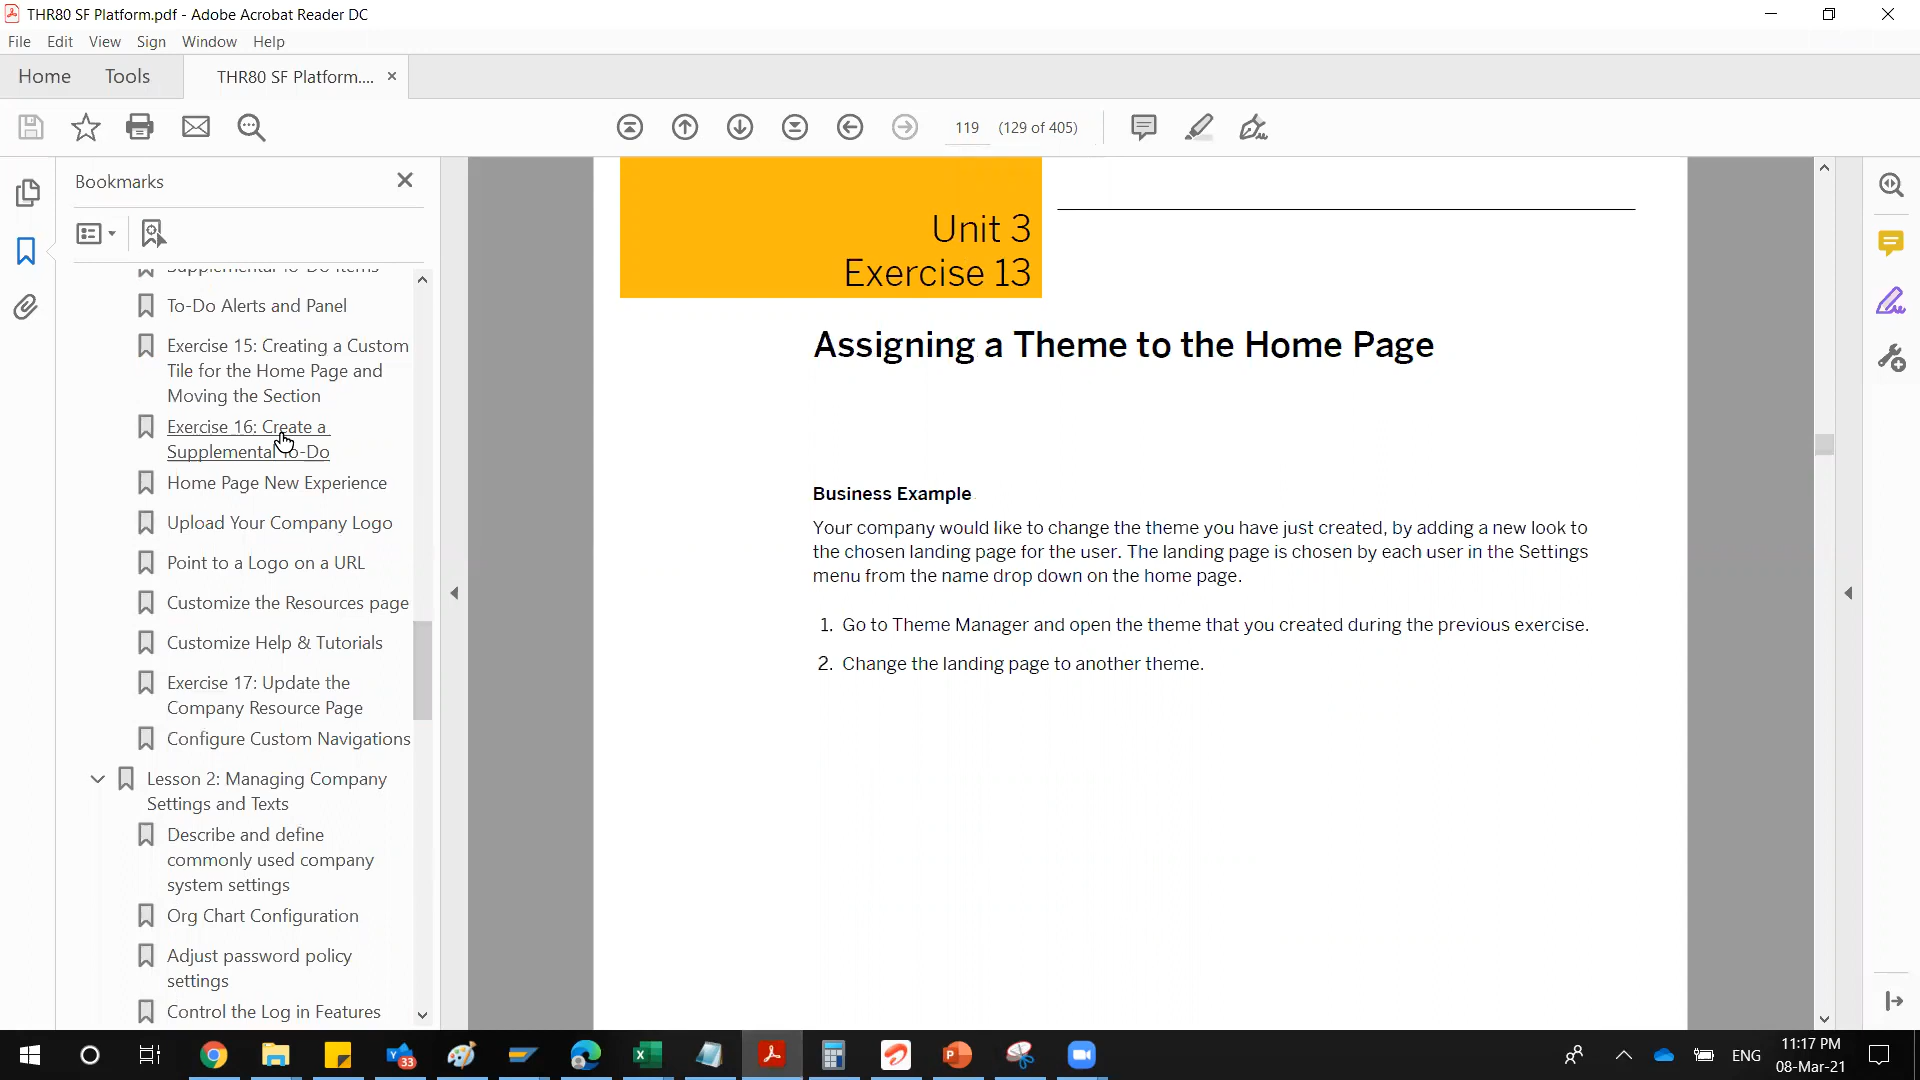 THR80 SF Platform.pdf - Adobe Acrobat Reader DC
File Edit View Sign Window Help
Home Tools THR80 SF Platform....
119 (129 of 405)
Bookmarks
Supplemental To-Do Items
To-Do Alerts and Panel
Exercise 15: Creating a Custom
Tile for the Home Page and
Moving the Section
Exercise 16: Create a
Supplemental To-Do
Home Page New Experience
Upload Your Company Logo
Point to a Logo on a URL
Customize the Resources page
Customize Help & Tutorials
Exercise 17: Update the
Company Resource Page
Configure Custom Navigations
Lesson 2: Managing Company
Settings and Texts
Describe and define
commonly used company
system settings
Org Chart Configuration
Adjust password policy
settings
Control the Log in Features
Unit 3
Exercise 13
Assigning a Theme to the Home Page
Business Example
Your company would like to change the theme you have just created, by adding a new look to
the chosen landing page for the user. The landing page is chosen by each user in the Settings
menu from the name drop down on the home page.
1. Go to Theme Manager and open the theme that you created during the previous exercise.
2. Change the landing page to another theme.
33
ENG
11:17 PM
08-Mar-21